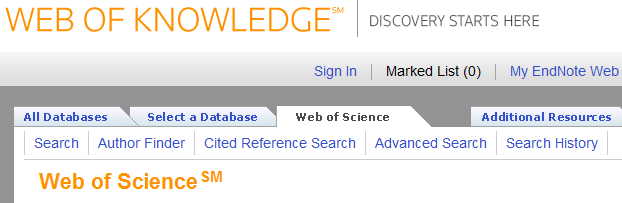 WEB OF KNOWLEDGE℠ DISCOVERY STARTS HERE
Sign In Marked List (0) My EndNote Web
All Databases Select a Database Web of Science Additional Resources
Search Author Finder Cited Reference Search Advanced Search Search History
Web of Science℠